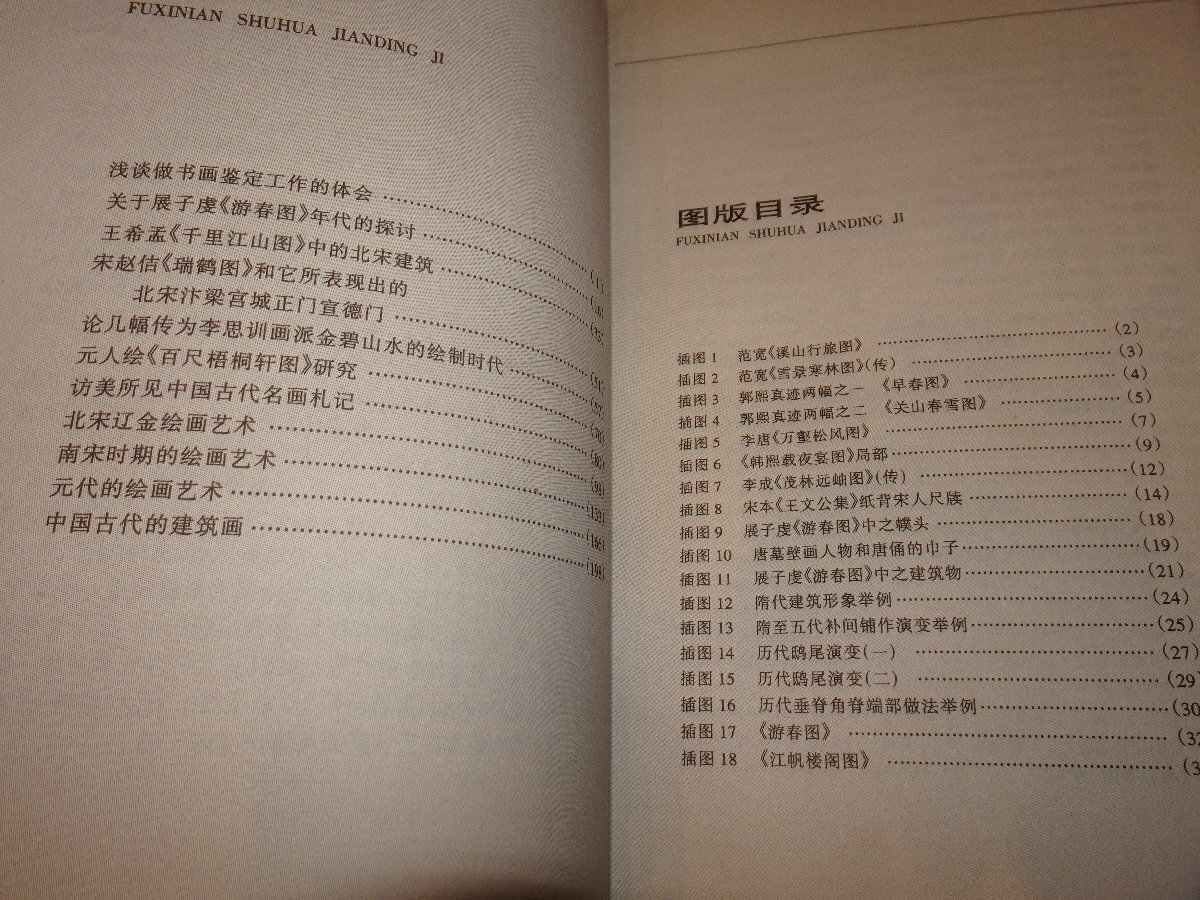 FUXINIAN SHUHUA JIANDING JI
浅谈做书画鉴定工作的体会 ……………… (1)
关于展子虔《游春图》年代的探讨 ………………
王希孟《千里江山图》中的北宋建筑 ………………
宋赵佶《瑞鹤图》和它所表现出的
北宋汴梁宫城正门宣德门 ………………
论几幅传为李思训画派金碧山水的绘制时代 ………………
元人绘《百尺梧桐轩图》研究 ………………
访美所见中国古代名画札记 ………………
北宋辽金绘画艺术 ………………
南宋时期的绘画艺术 ………………
元代的绘画艺术 ……………… (139)
中国古代的建筑画 ………………
图版目录
FUXINIAN SHUHUA JIANDING JI
插图 1 范宽《溪山行旅图》 ……………… (2)
插图 2 范宽《雪景寒林图》(传) ……………… (3)
插图 3 郭熙真迹两幅之一 《早春图》 ……………… (4)
插图 4 郭熙真迹两幅之二 《关山春雪图》 ……………… (5)
插图 5 李唐《万壑松风图》 ……………… (7)
插图 6 《韩熙载夜宴图》局部 ……………… (9)
插图 7 李成《茂林远岫图》(传) ……………… (12)
插图 8 宋本《王文公集》纸背宋人尺牍 ……………… (14)
插图 9 展子虔《游春图》中之幞头 ……………… (18)
插图 10 唐墓壁画人物和唐俑的巾子 ……………… (19)
插图 11 展子虔《游春图》中之建筑物 ……………… (21)
插图 12 隋代建筑形象举例 ……………… (24)
插图 13 隋至五代补间铺作演变举例 ……………… (25)
插图 14 历代鸱尾演变(一) ……………… (27)
插图 15 历代鸱尾演变(二) ……………… (29
插图 16 历代垂脊角脊端部做法举例 ……………… (30
插图 17 《游春图》 ……………… (32
插图 18 《江帆楼阁图》 ……………… (3